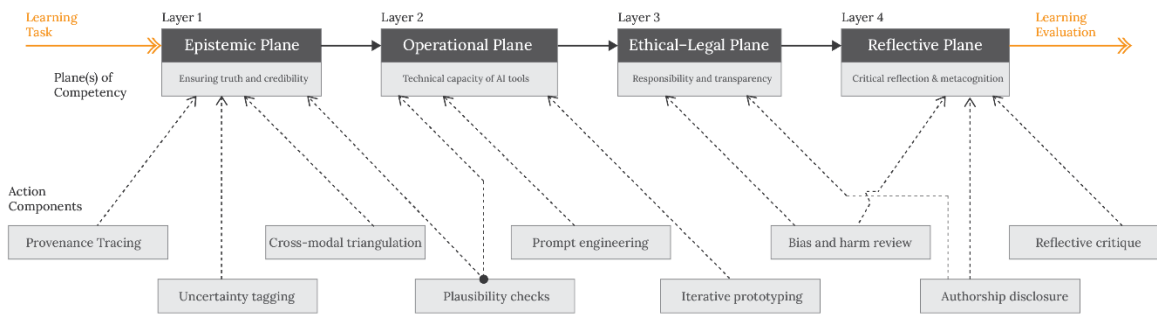 Learning
Task
Layer 1
Layer 2
Layer 3
Layer 4
Learning
Evaluation
Epistemic Plane
Operational Plane
Ethical–Legal Plane
Reflective Plane
Plane(s) of
Competency
Ensuring truth and credibility
Technical capacity of AI tools
Responsibility and transparency
Critical reflection & metacognition
Action
Components
Provenance Tracing
Cross-modal triangulation
Prompt engineering
Bias and harm review
Reflective critique
Uncertainty tagging
Plausibility checks
Iterative prototyping
Authorship disclosure